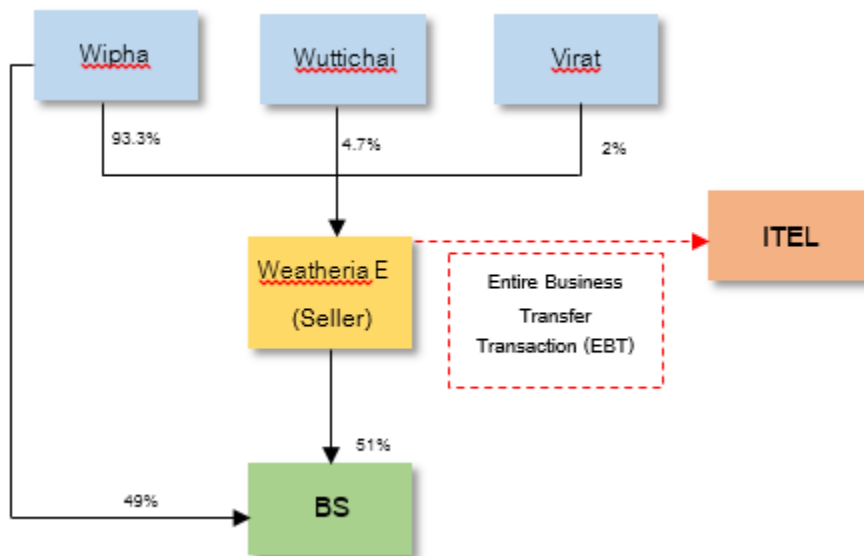 Wipha
Wuttichai
Virat
93.3%
4.7%
2%
Weatheria E
(Seller)
ITEL
Entire Business
Transfer
Transaction (EBT)
51%
49%
BS